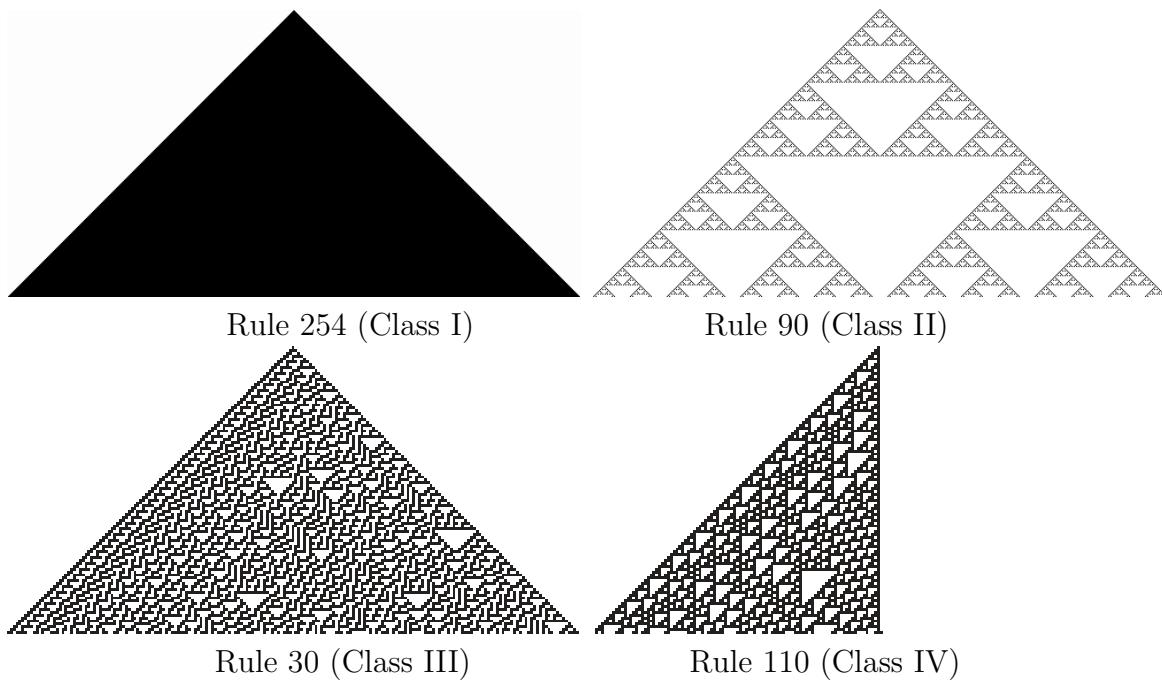 Rule 254 (Class I)
Rule 90 (Class II)
Rule 30 (Class III)
Rule 110 (Class IV)